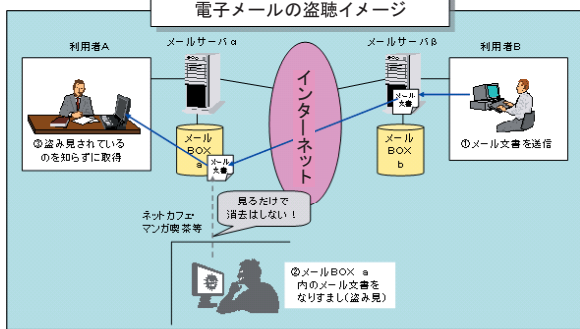 電子メールの盗聴イメージ
利用者A
メールサーバα
メールサーバβ
利用者B
インターネット
メール
文書
③盗み見されている
のを知らずに取得
メール
BOX
a
メール
文書
メール
BOX
b
①メール文書を送信
見るだけで
消去はしない！
ネットカフェ・
マンガ喫茶等
②メールBOX a
内のメール文書を
なりすまし(盗み見)